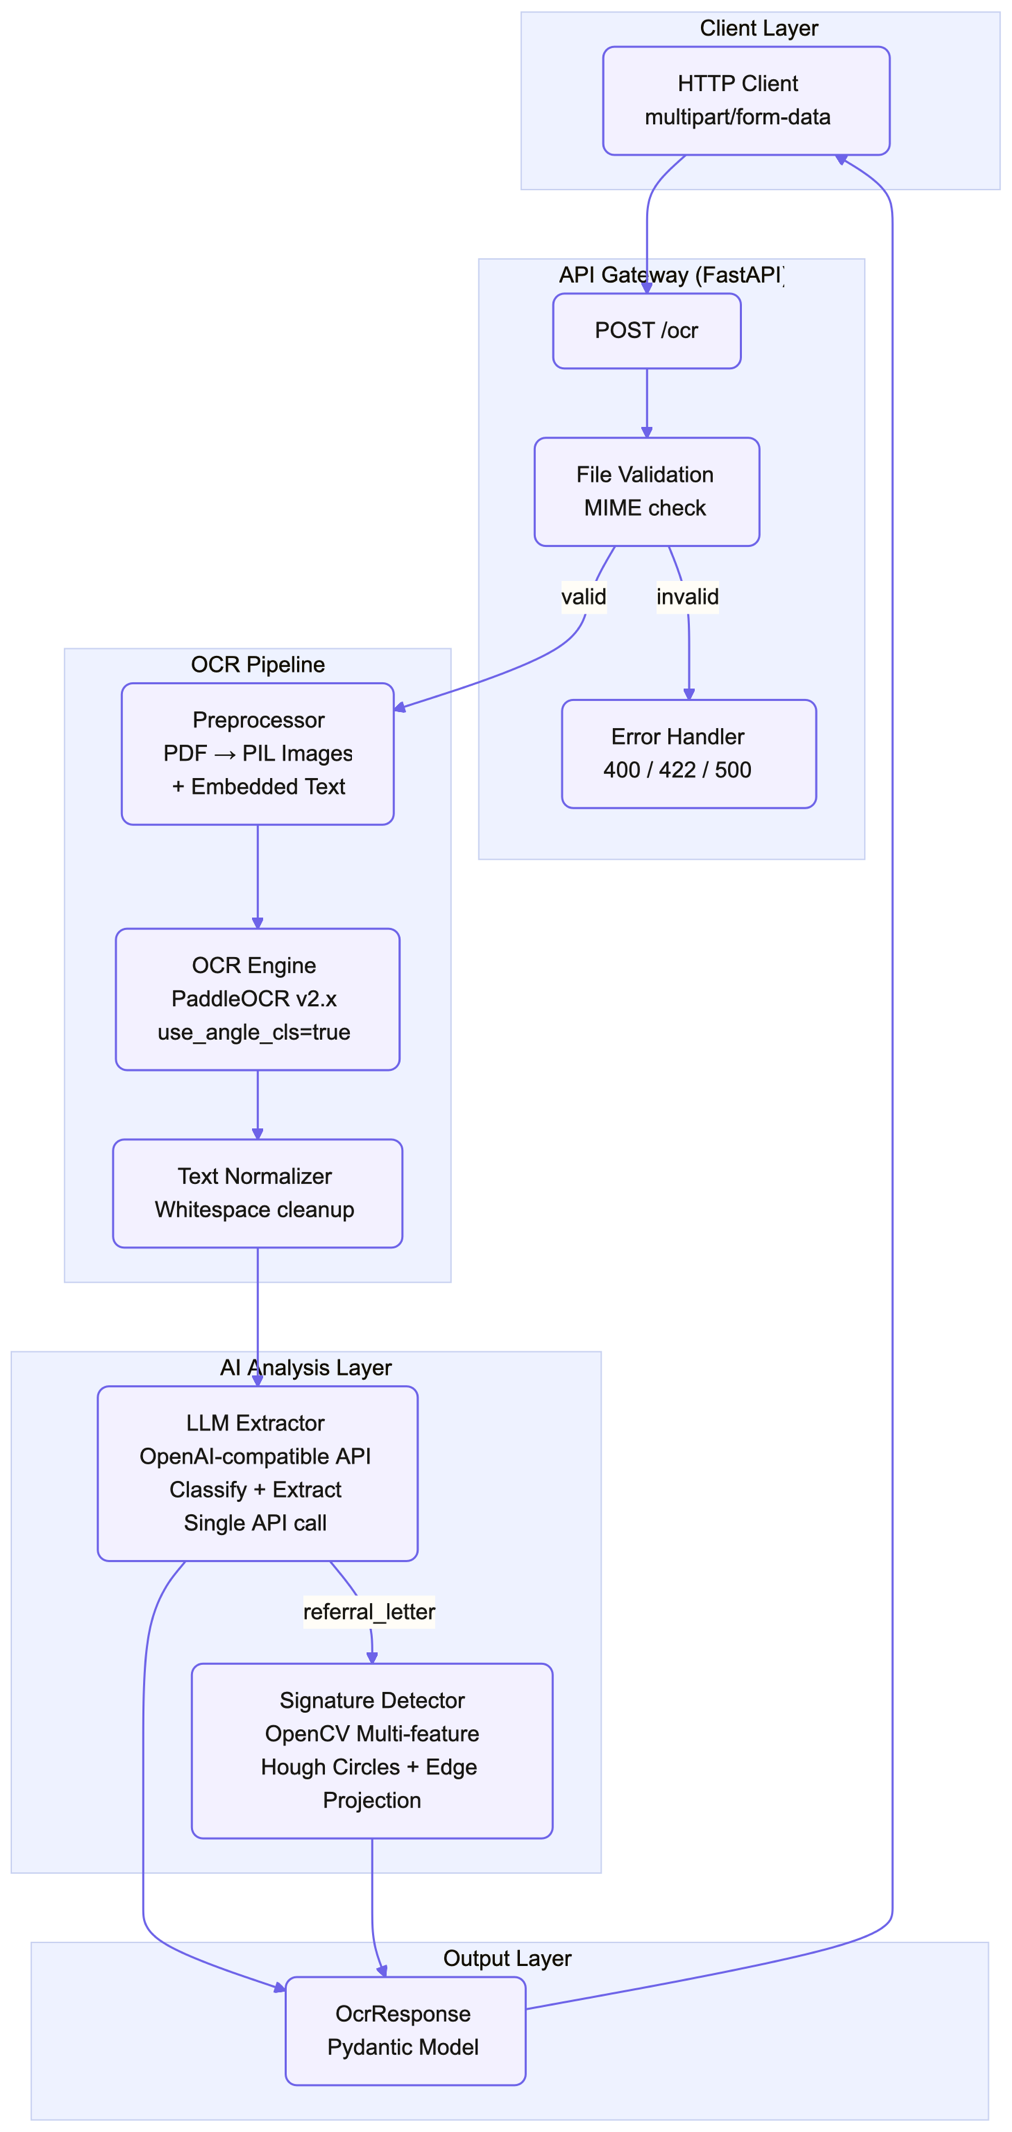 Client Layer
HTTP Client
multipart/form-data
API Gateway (FastAPI)
POST /ocr
File Validation
MIME check
valid
invalid
OCR Pipeline
Preprocessor
PDF → PIL Images
+ Embedded Text
Error Handler
400 / 422 / 500
OCR Engine
PaddleOCR v2.x
use_angle_cls=true
Text Normalizer
Whitespace cleanup
AI Analysis Layer
LLM Extractor
OpenAI-compatible API
Classify + Extract
Single API call
referral_letter
Signature Detector
OpenCV Multi-feature
Hough Circles + Edge
Projection
Output Layer
OcrResponse
Pydantic Model